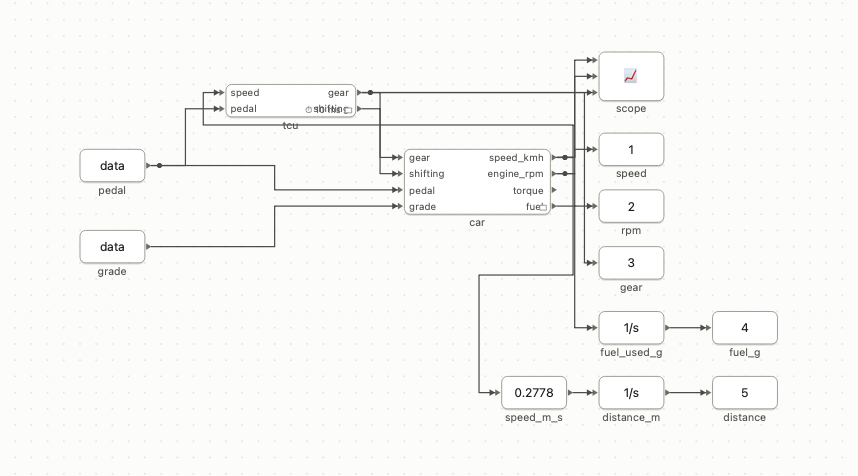 speed gear
pedal shifting
tcu
scope
data
pedal
gear speed_kmh
shifting engine_rpm
pedal torque
grade fuel
car
1
speed
2
rpm
data
grade
3
gear
1/s
fuel_used_g
4
fuel_g
0.2778
speed_m_s
1/s
distance_m
5
distance